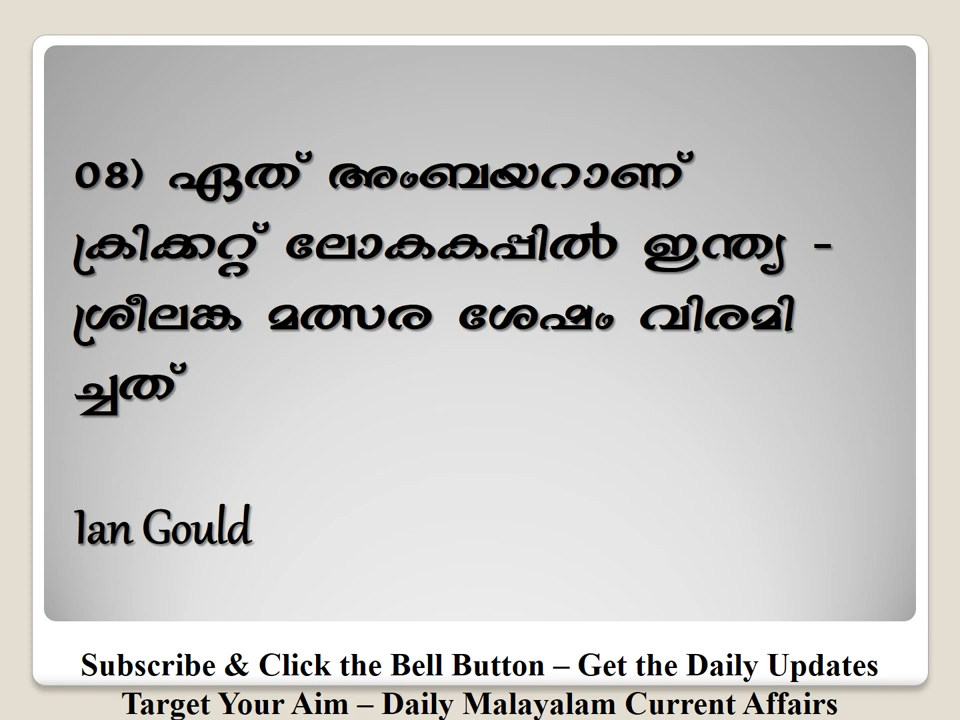 08) ഏത് അംബയറാണ്
ക്രിക്കറ്റ് ലോകകപ്പിൽ ഇന്ത്യ -
ശ്രീലങ്ക മത്സര ശേഷം വിരമി
ച്ചത്
Ian Gould
Subscribe & Click the Bell Button – Get the Daily Updates
Target Your Aim – Daily Malayalam Current Affairs